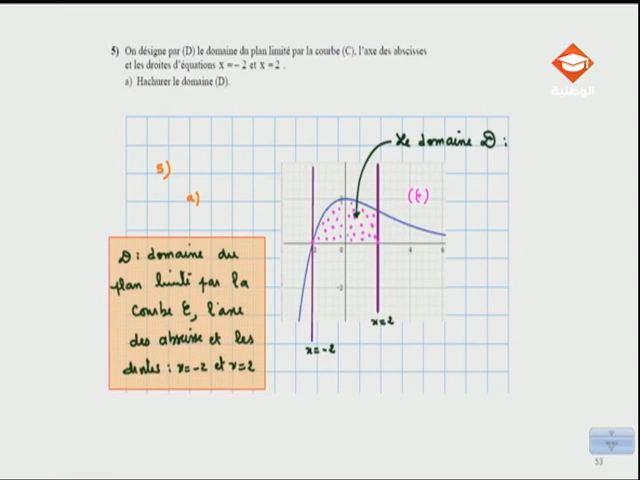 5) On désigne par (D) le domaine du plan limité par la courbe (C), l'axe des abscisses
et les droites d'équations x = – 2 et x = 2 .
a) Hachurer le domaine (D).
الوطنية
Le domaine D :
5)
a)
(C)
D : domaine du
plan limité par la
courbe C, l'axe
des abscisse et les
droites : x=-2 et x=2
x=2
x=-2
53